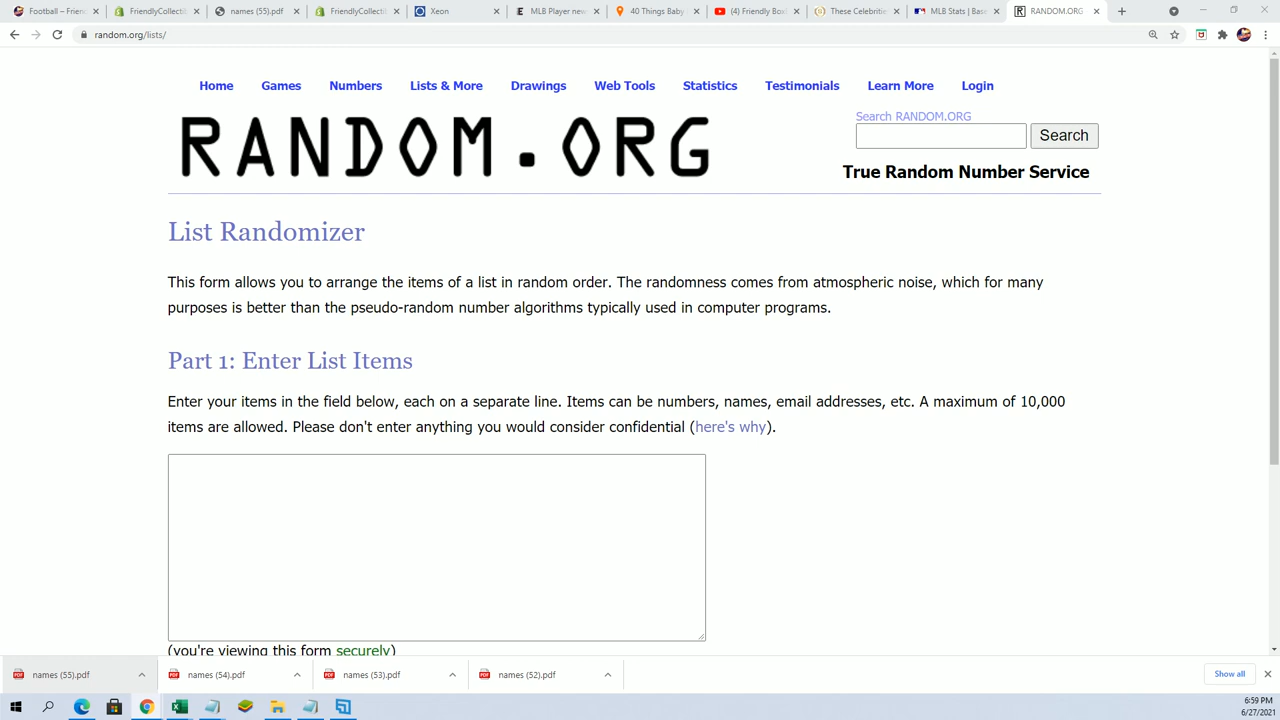 Football – Frien
FriendlyCollecti
names (55).pdf
FriendlyCollecti
Xeon
MLB Player new
40 Things Baby
(4) Friendly Box
These Celebritie
MLB Stats | Bas
RANDOM.ORG
random.org/lists/
Home Games Numbers Lists & More Drawings Web Tools Statistics Testimonials Learn More Login
RANDOM.ORG
Search RANDOM.ORG
Search
True Random Number Service
List Randomizer
This form allows you to arrange the items of a list in random order. The randomness comes from atmospheric noise, which for many
purposes is better than the pseudo-random number algorithms typically used in computer programs.
Part 1: Enter List Items
Enter your items in the field below, each on a separate line. Items can be numbers, names, email addresses, etc. A maximum of 10,000
items are allowed. Please don't enter anything you would consider confidential (here's why).
(you're viewing this form securely)
names (55).pdf
names (54).pdf
names (53).pdf
names (52).pdf
Show all
6:59 PM
6/27/2021